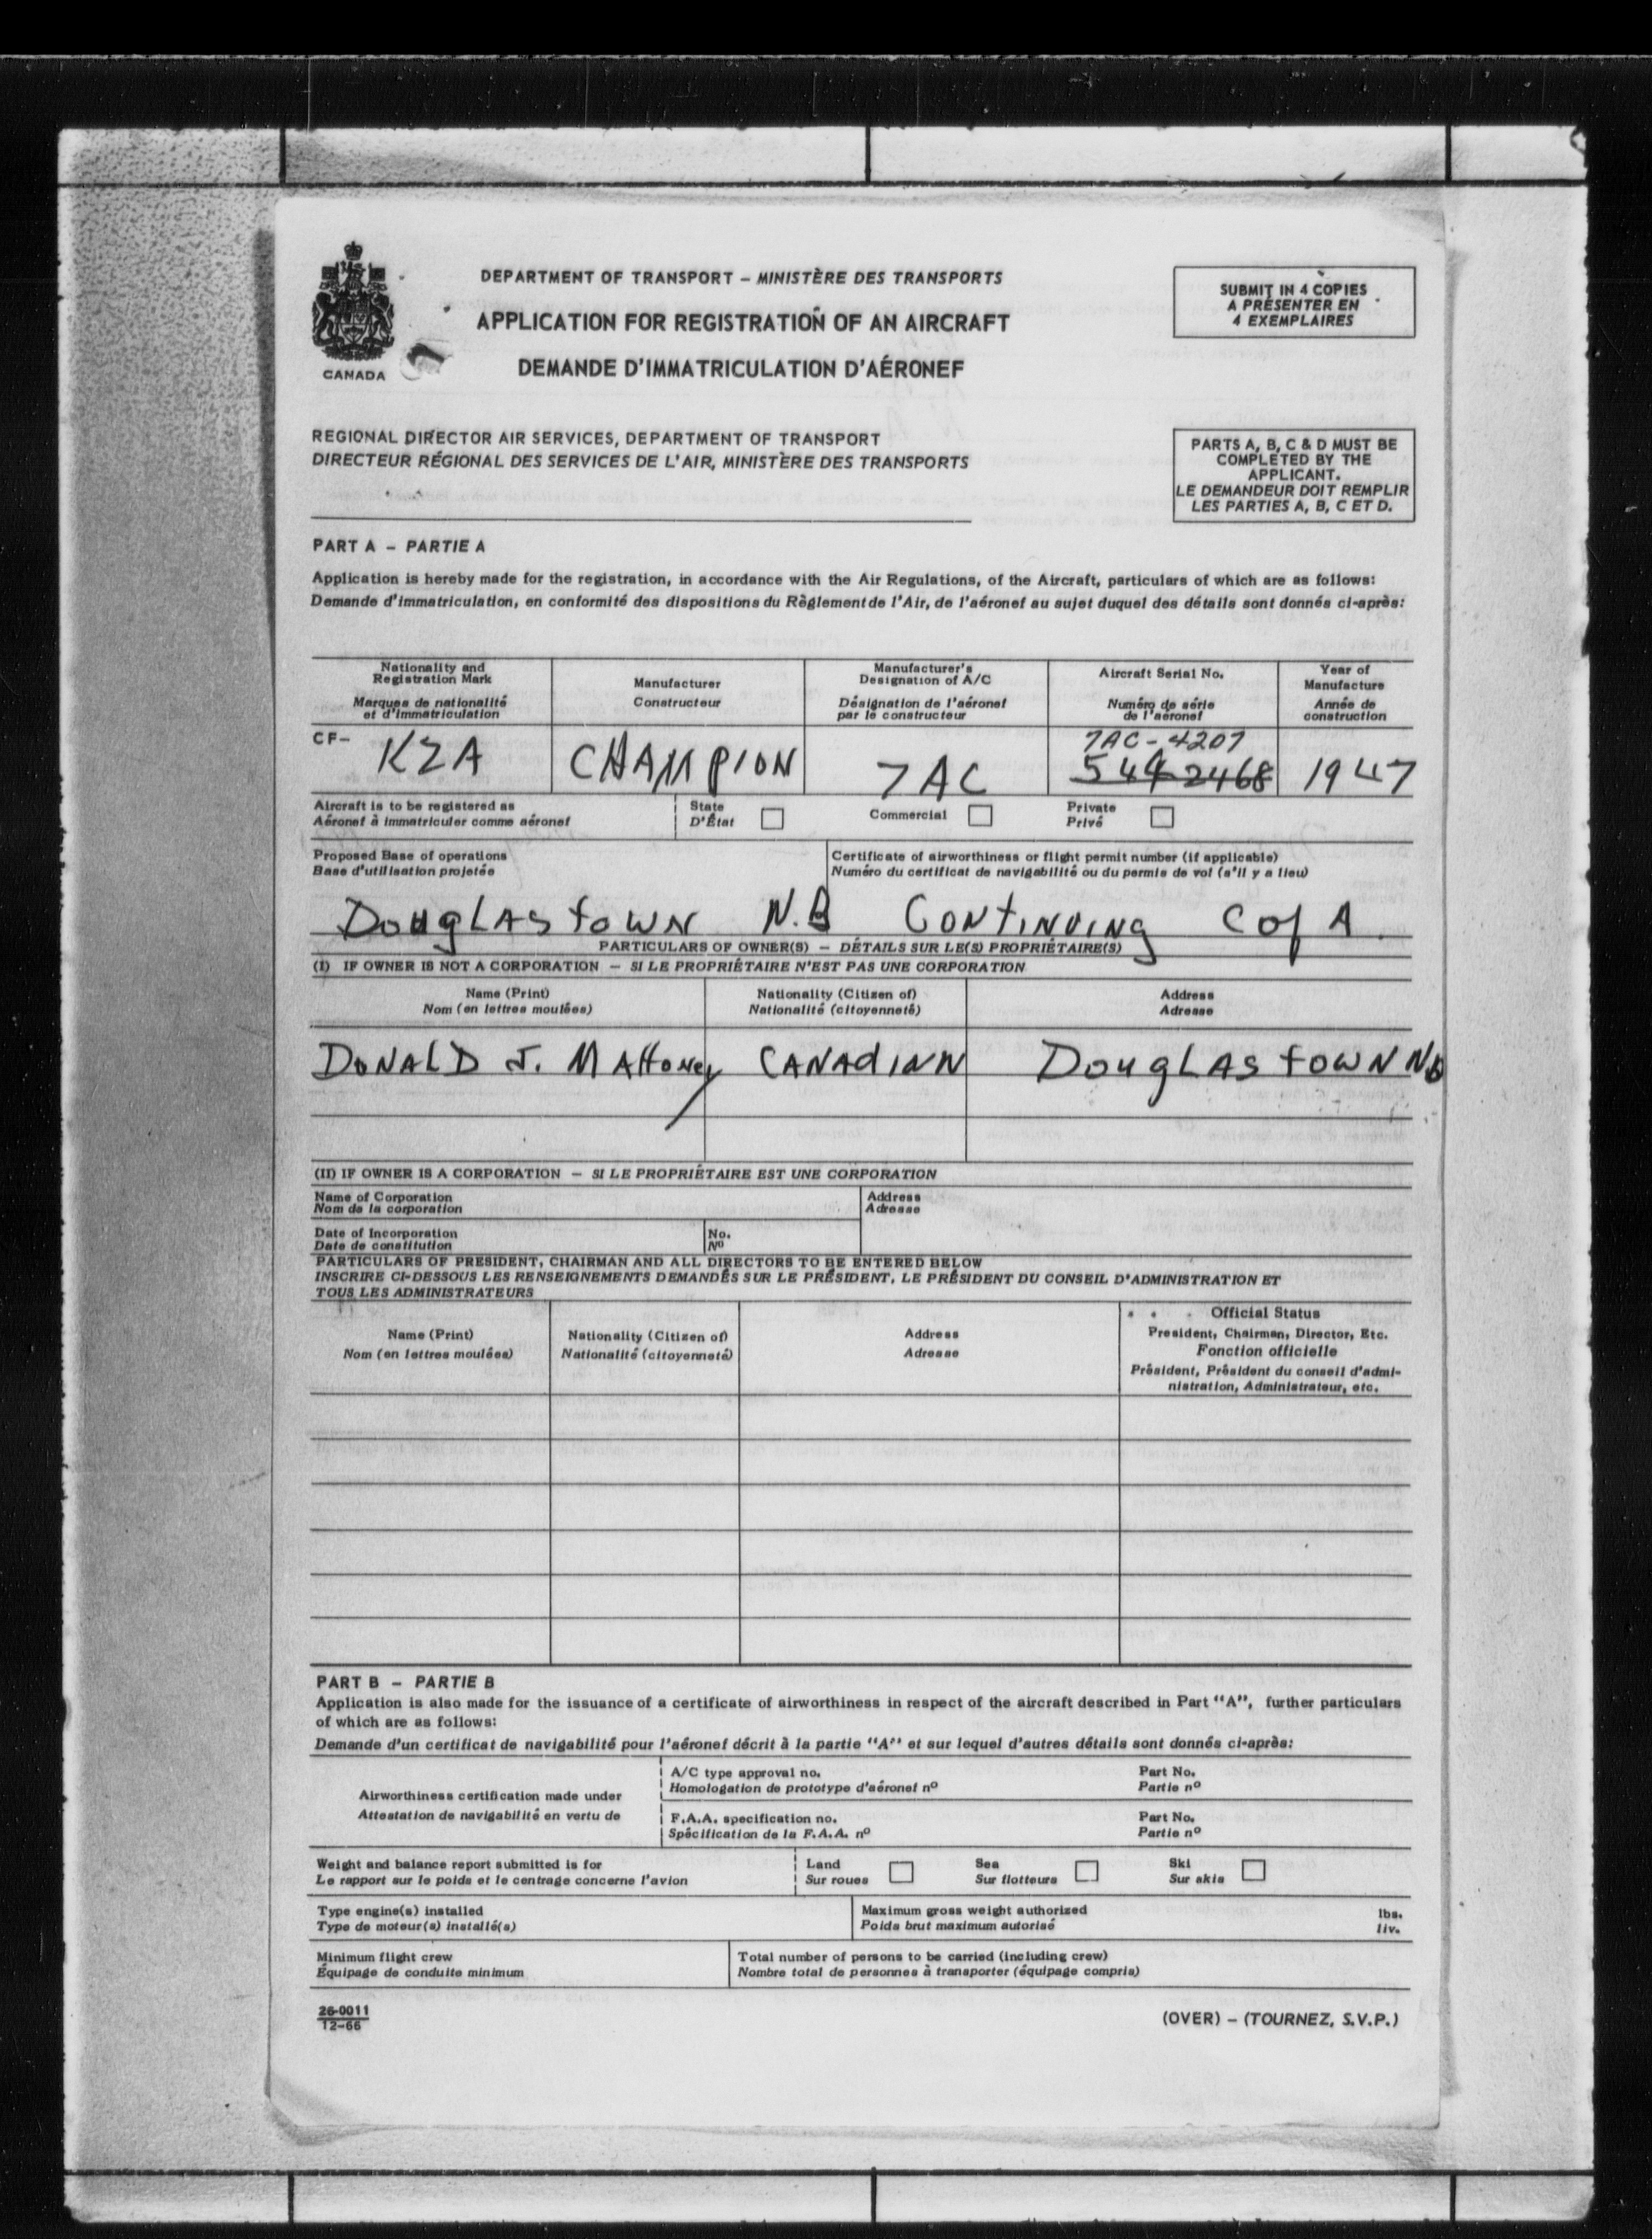 DEPARTMENT OF TRANSPORT – MINISTÈRE DES TRANSPORTS
APPLICATION FOR REGISTRATION OF AN AIRCRAFT
DEMANDE D'IMMATRICULATION D'AÉRONEF
CANADA
SUBMIT IN 4 COPIES
A PRÉSENTER EN
4 EXEMPLAIRES
REGIONAL DIRECTOR AIR SERVICES, DEPARTMENT OF TRANSPORT
DIRECTEUR RÉGIONAL DES SERVICES DE L'AIR, MINISTÈRE DES TRANSPORTS
PARTS A, B, C & D MUST BE
COMPLETED BY THE
APPLICANT.
LE DEMANDEUR DOIT REMPLIR
LES PARTIES A, B, C ET D.
PART A – PARTIE A
Application is hereby made for the registration, in accordance with the Air Regulations, of the Aircraft, particulars of which are as follows:
Demande d'immatriculation, en conformité des dispositions du Règlement de l'Air, de l'aéronef au sujet duquel des détails sont donnés ci-après:
Nationality and
Registration Mark
Marques de nationalité
et d'immatriculation
Manufacturer
Constructeur
Manufacturer's
Designation of A/C
Désignation de l'aéronef
par le constructeur
Aircraft Serial No.
Numéro de série
de l'aéronef
Year of
Manufacture
Année de
construction
CF- KZA
CHAMPION
7AC
7AC-4207
2468
1947
Aircraft is to be registered as
Aéronef à immatriculer comme aéronef
State
D'État
Commercial
Private
Privé
Proposed Base of operations
Base d'utilisation projetée
Certificate of airworthiness or flight permit number (if applicable)
Numéro du certificat de navigabilité ou du permis de vol (s'il y a lieu)
DougLAStowN N.B CoNtINuINg C of A
PARTICULARS OF OWNER(S) – DÉTAILS SUR LE(S) PROPRIÉTAIRE(S)
(I) IF OWNER IS NOT A CORPORATION – SI LE PROPRIÉTAIRE N'EST PAS UNE CORPORATION
Name (Print)
Nom (en lettres moulées)
Nationality (Citizen of)
Nationalité (citoyenneté)
Address
Adresse
DoNALD J. MAHoNey CANAdIAN DougLAStowN NB
(II) IF OWNER IS A CORPORATION – SI LE PROPRIÉTAIRE EST UNE CORPORATION
Name of Corporation
Nom de la corporation
Address
Adresse
Date of Incorporation
Date de constitution
No.
Nº
PARTICULARS OF PRESIDENT, CHAIRMAN AND ALL DIRECTORS TO BE ENTERED BELOW
INSCRIRE CI-DESSOUS LES RENSEIGNEMENTS DEMANDÉS SUR LE PRÉSIDENT, LE PRÉSIDENT DU CONSEIL D'ADMINISTRATION ET
TOUS LES ADMINISTRATEURS
Name (Print)
Nom (en lettres moulées)
Nationality (Citizen of)
Nationalité (citoyenneté)
Address
Adresse
Official Status
President, Chairman, Director, Etc.
Fonction officielle
Président, Président du conseil d'admi-
nistration, Administrateur, etc.
PART B – PARTIE B
Application is also made for the issuance of a certificate of airworthiness in respect of the aircraft described in Part "A", further particulars
of which are as follows:
Demande d'un certificat de navigabilité pour l'aéronef décrit à la partie "A" et sur lequel d'autres détails sont donnés ci-après:
Airworthiness certification made under
Attestation de navigabilité en vertu de
A/C type approval no.
Homologation de prototype d'aéronef nº
Part No.
Partie nº
F.A.A. specification no.
Spécification de la F.A.A. nº
Part No.
Partie nº
Weight and balance report submitted is for
Le rapport sur le poids et le centrage concerne l'avion
Land
Sur roues
Sea
Sur flotteurs
Ski
Sur skis
Type engine(s) installed
Type de moteur(s) installé(s)
Maximum gross weight authorized
Poids brut maximum autorisé
lbs.
liv.
Minimum flight crew
Équipage de conduite minimum
Total number of persons to be carried (including crew)
Nombre total de personnes à transporter (équipage compris)
26-0011
12-66
(OVER) – (TOURNEZ, S.V.P.)